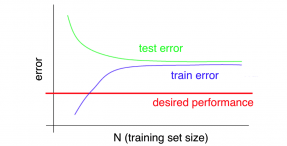 test error
train error
error
desired performance
N (training set size)